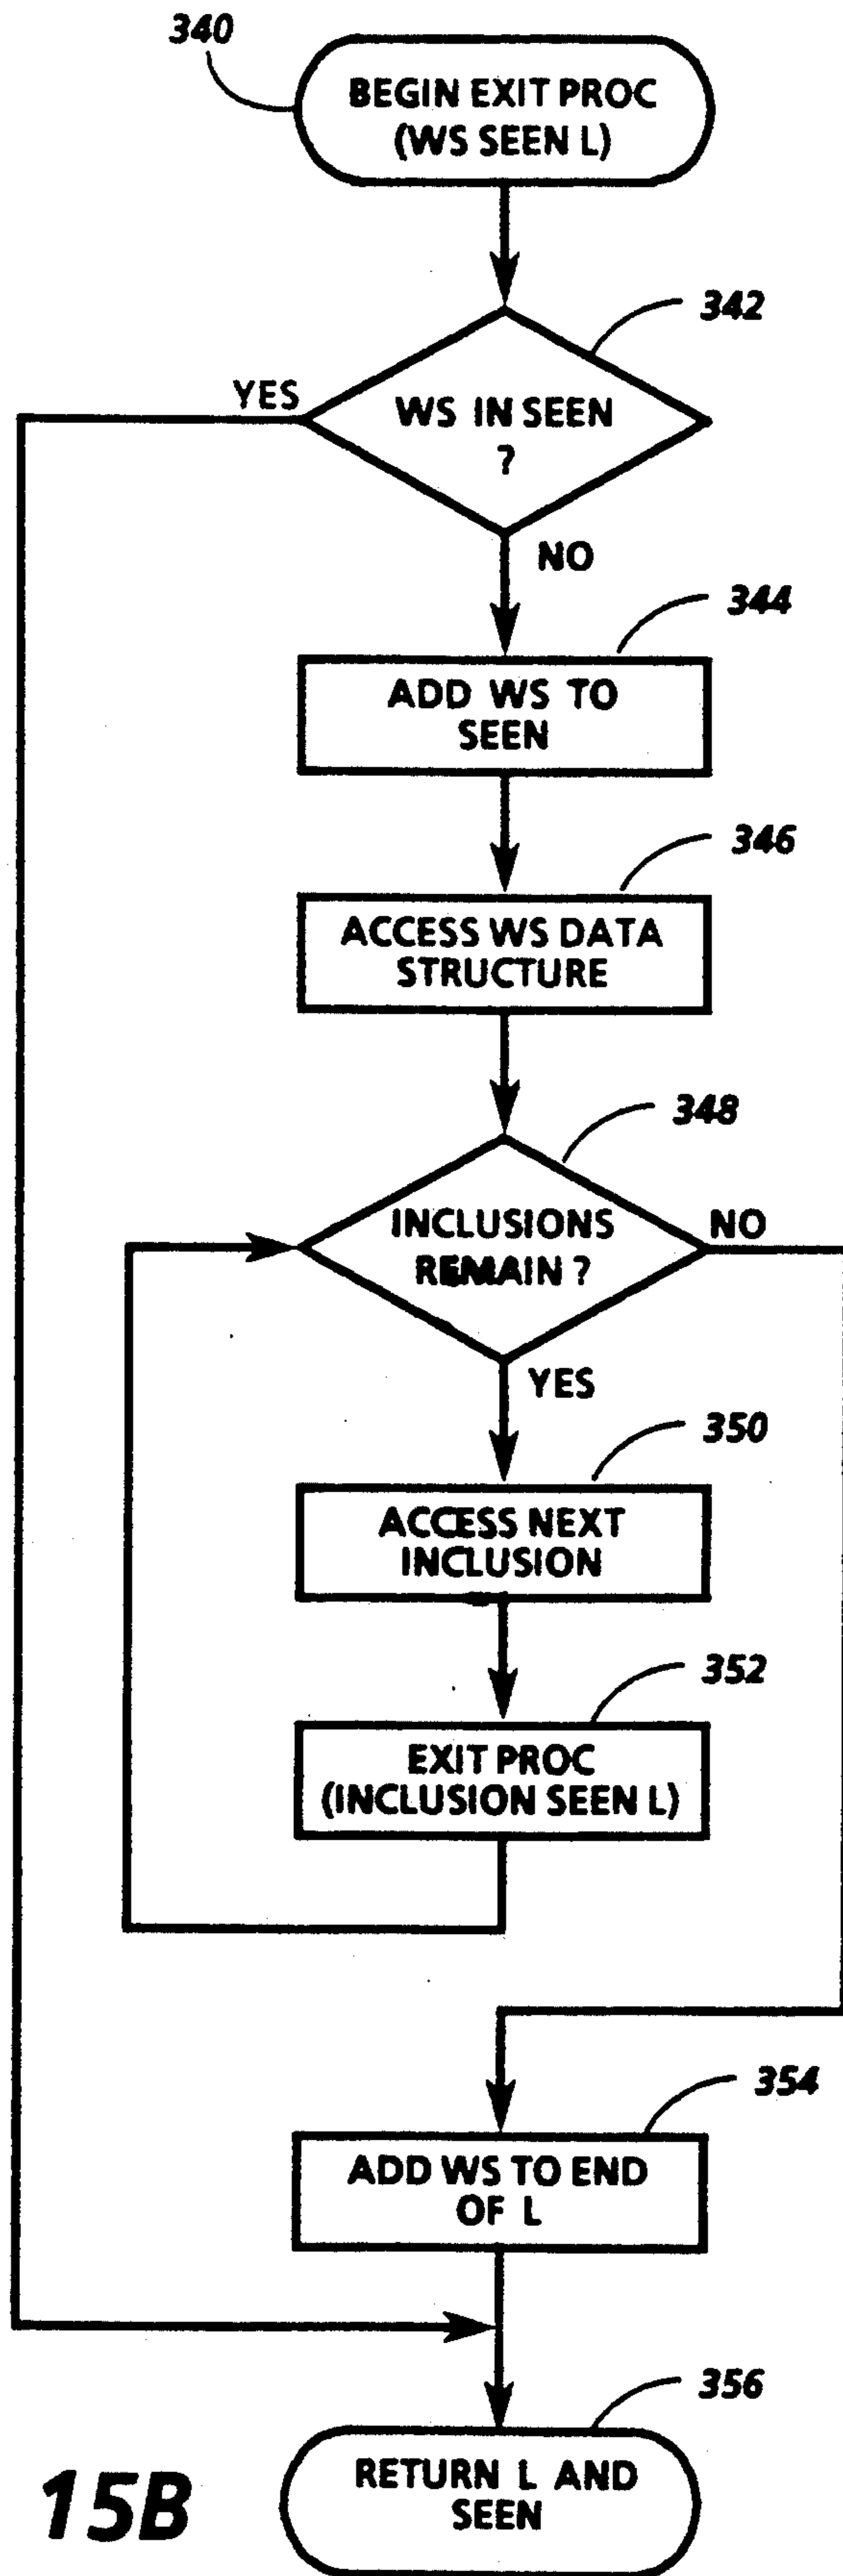 340
BEGIN EXIT PROC
(WS SEEN L)
342
YES
WS IN SEEN
?
NO
344
ADD WS TO
SEEN
346
ACCESS WS DATA
STRUCTURE
348
INCLUSIONS
REMAIN ?
NO
YES
350
ACCESS NEXT
INCLUSION
352
EXIT PROC
(INCLUSION SEEN L)
354
ADD WS TO END
OF L
356
RETURN L AND
SEEN
15B